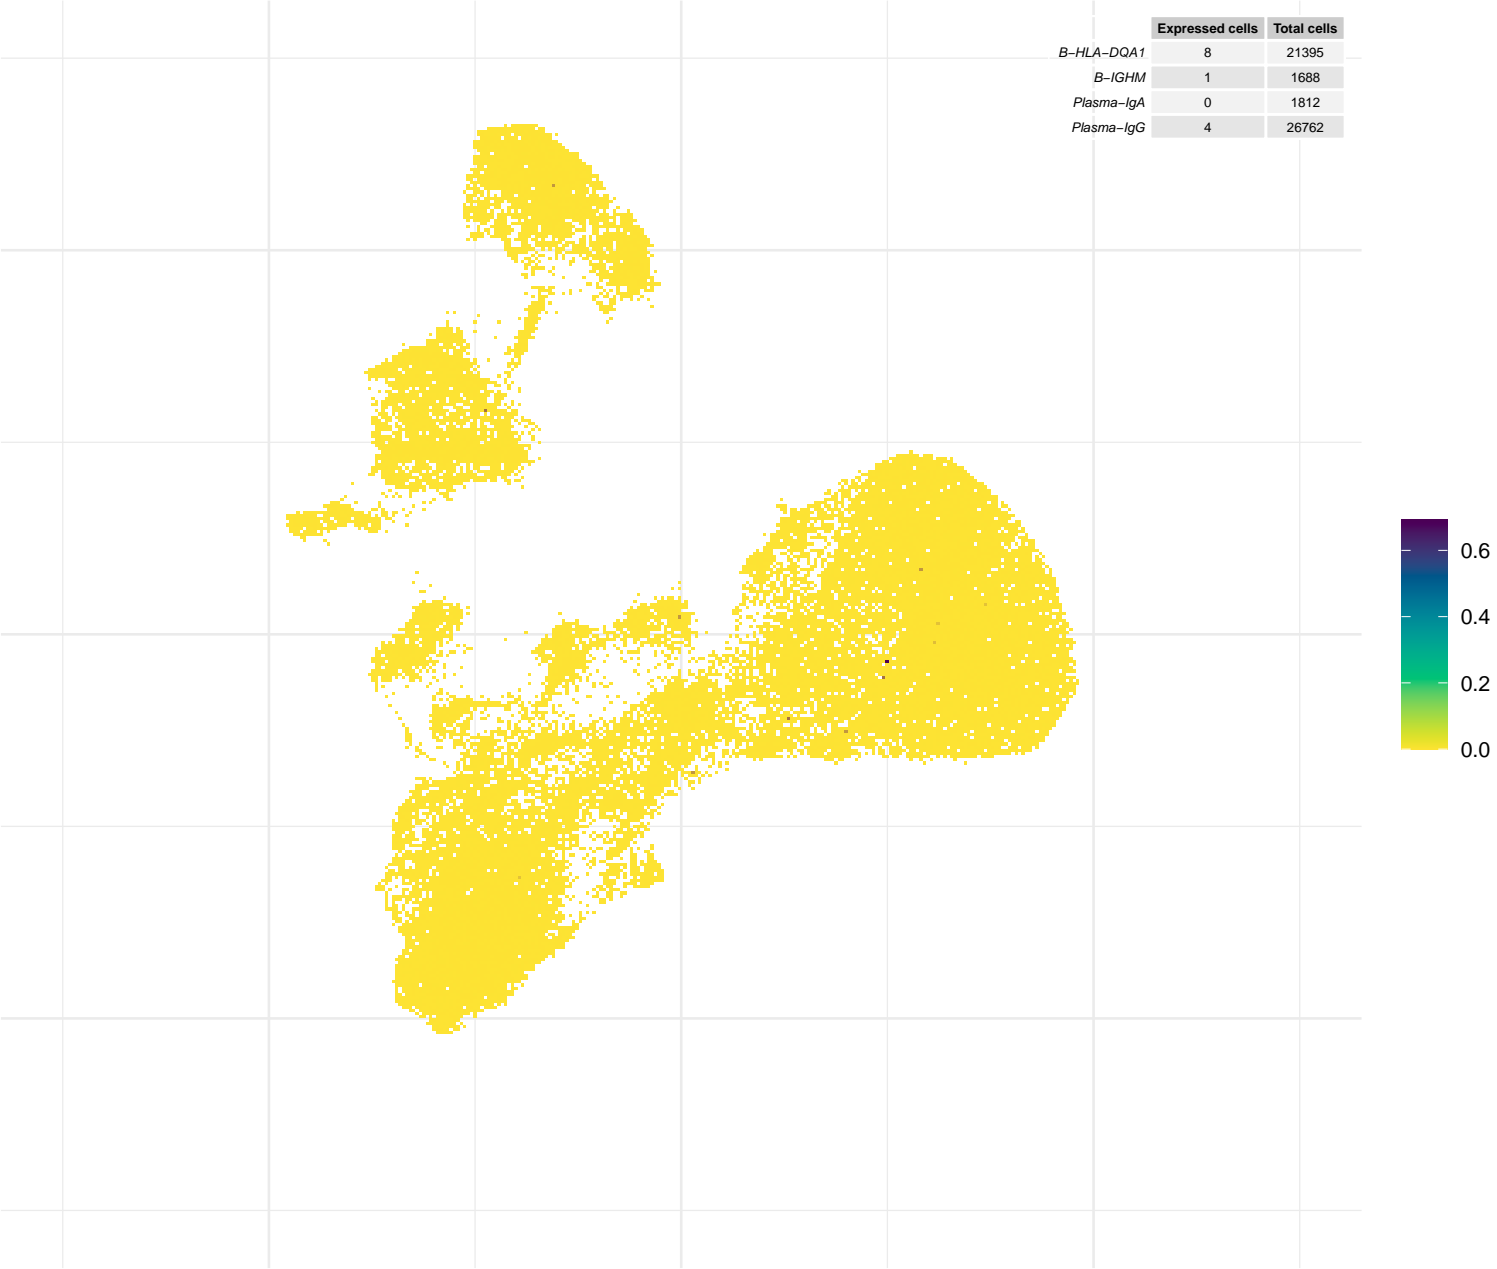 Expressed cells Total cells
B−HLA−DQA1 8 21395
B−IGHM 1 1688
Plasma−IgA 0 1812
Plasma−IgG 4 26762
0.6
0.4
0.2
0.0